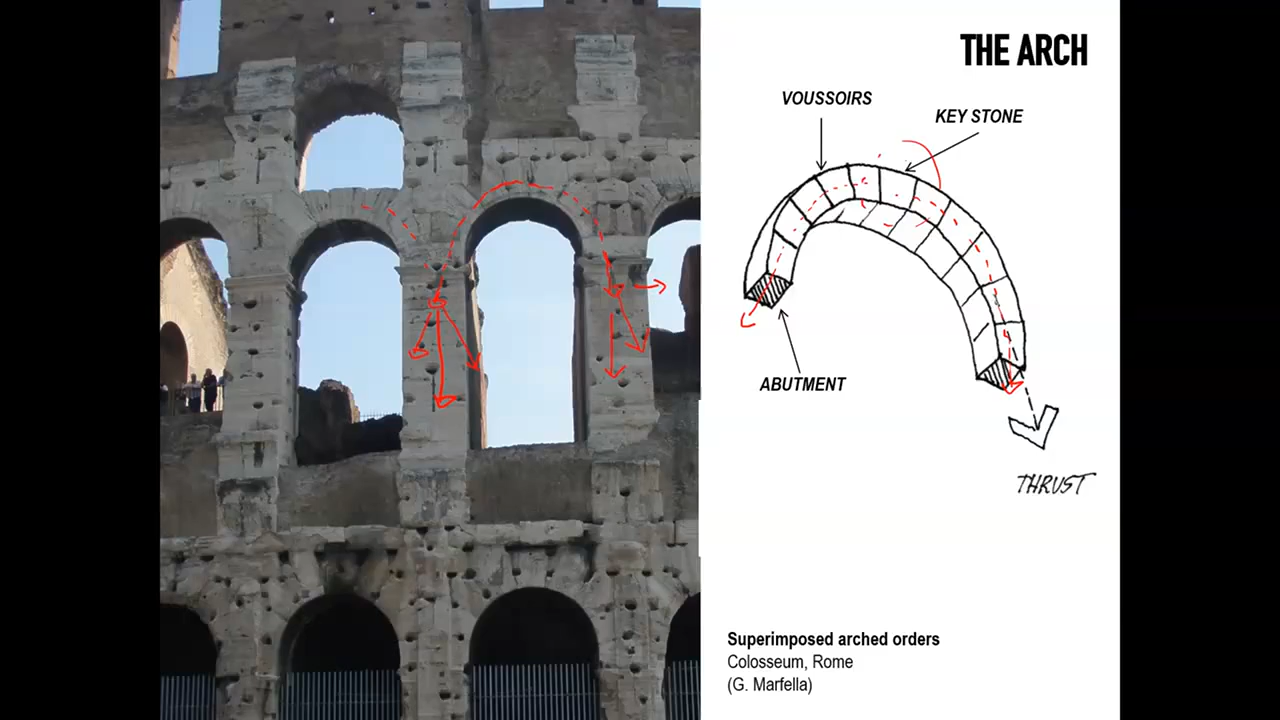 THE ARCH
VOUSSOIRS
KEY STONE
ABUTMENT
THRUST
Superimposed arched orders
Colosseum, Rome
(G. Marfella)